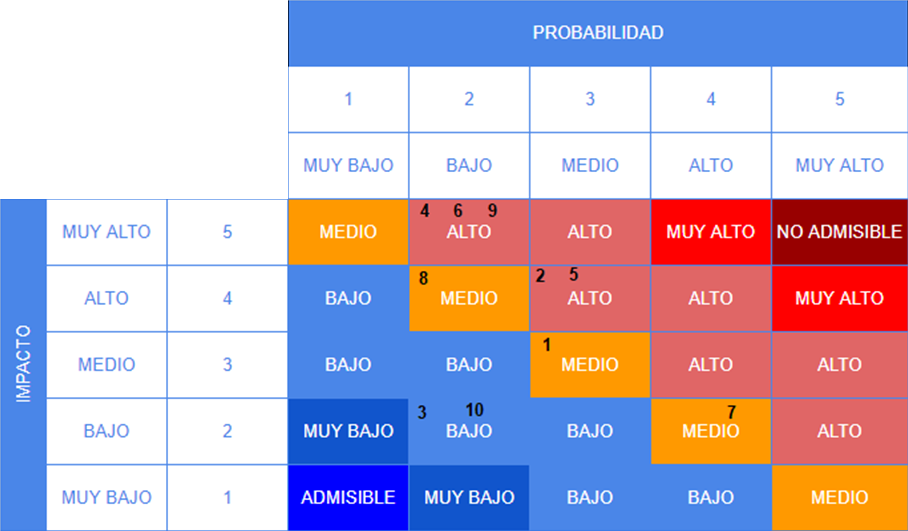 PROBABILIDAD
1 2 3 4 5
MUY BAJO BAJO MEDIO ALTO MUY ALTO
IMPACTO
4 6 9
MUY ALTO 5 MEDIO ALTO ALTO MUY ALTO NO ADMISIBLE
8 2 5
ALTO 4 BAJO MEDIO ALTO ALTO MUY ALTO
1
MEDIO 3 BAJO BAJO MEDIO ALTO ALTO
3 10 7
BAJO 2 MUY BAJO BAJO BAJO MEDIO ALTO
MUY BAJO 1 ADMISIBLE MUY BAJO BAJO BAJO MEDIO